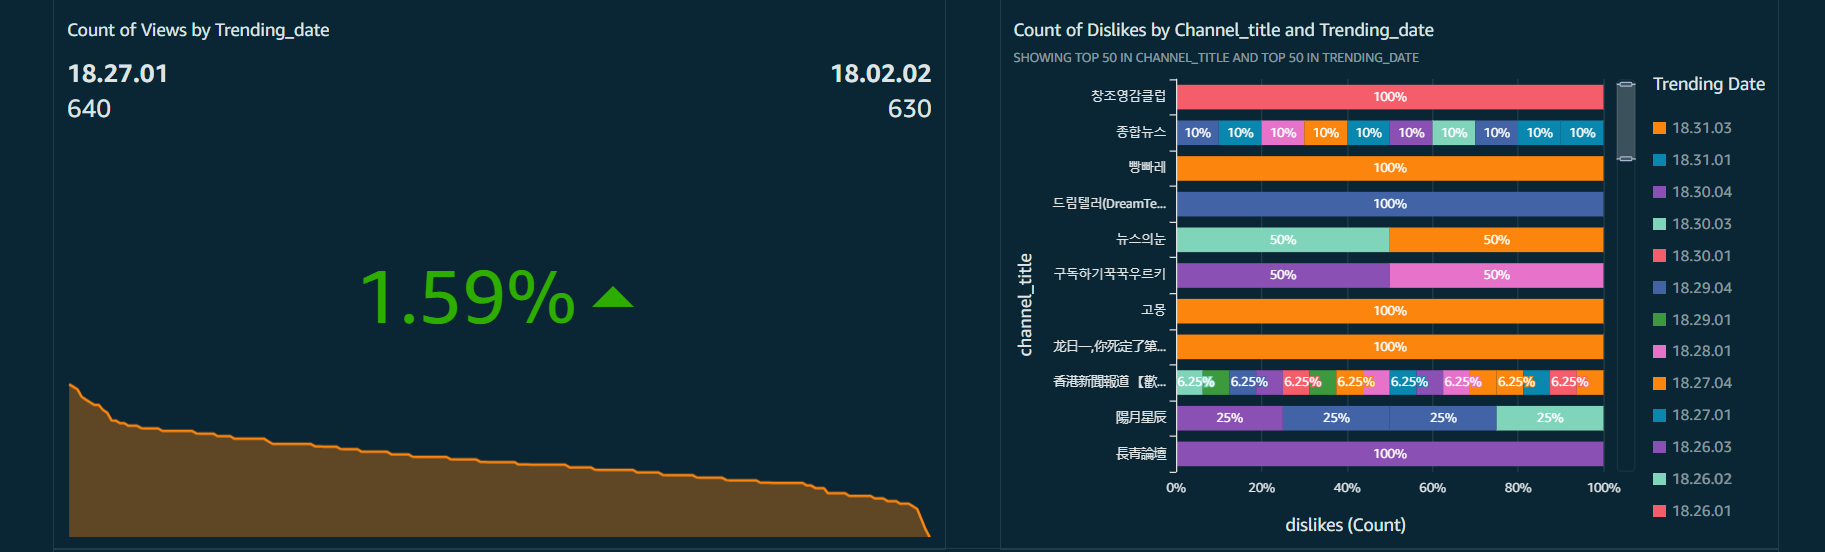 Count of Views by Trending_date
18.27.01
18.02.02
640
630
1.59%
Count of Dislikes by Channel_title and Trending_date
SHOWING TOP 50 IN CHANNEL_TITLE AND TOP 50 IN TRENDING_DATE
channel_title
창조영감클럽
100%
종합뉴스
10% 10% 10% 10% 10% 10% 10% 10% 10% 10%
빵빠레
100%
드림텔러(DreamTe...
100%
뉴스의눈
50% 50%
구독하기꾹꾹우르키
50% 50%
고몽
100%
龙日一,你死定了第...
100%
香港新聞報道 【歡...
6.25% 6.25% 6.25% 6.25% 6.25% 6.25% 6.25% 6.25%
陽月星辰
25% 25% 25% 25%
長青論壇
100%
0% 20% 40% 60% 80% 100%
dislikes (Count)
Trending Date
18.31.03
18.31.01
18.30.04
18.30.03
18.30.01
18.29.04
18.29.01
18.28.01
18.27.04
18.27.01
18.26.03
18.26.02
18.26.01